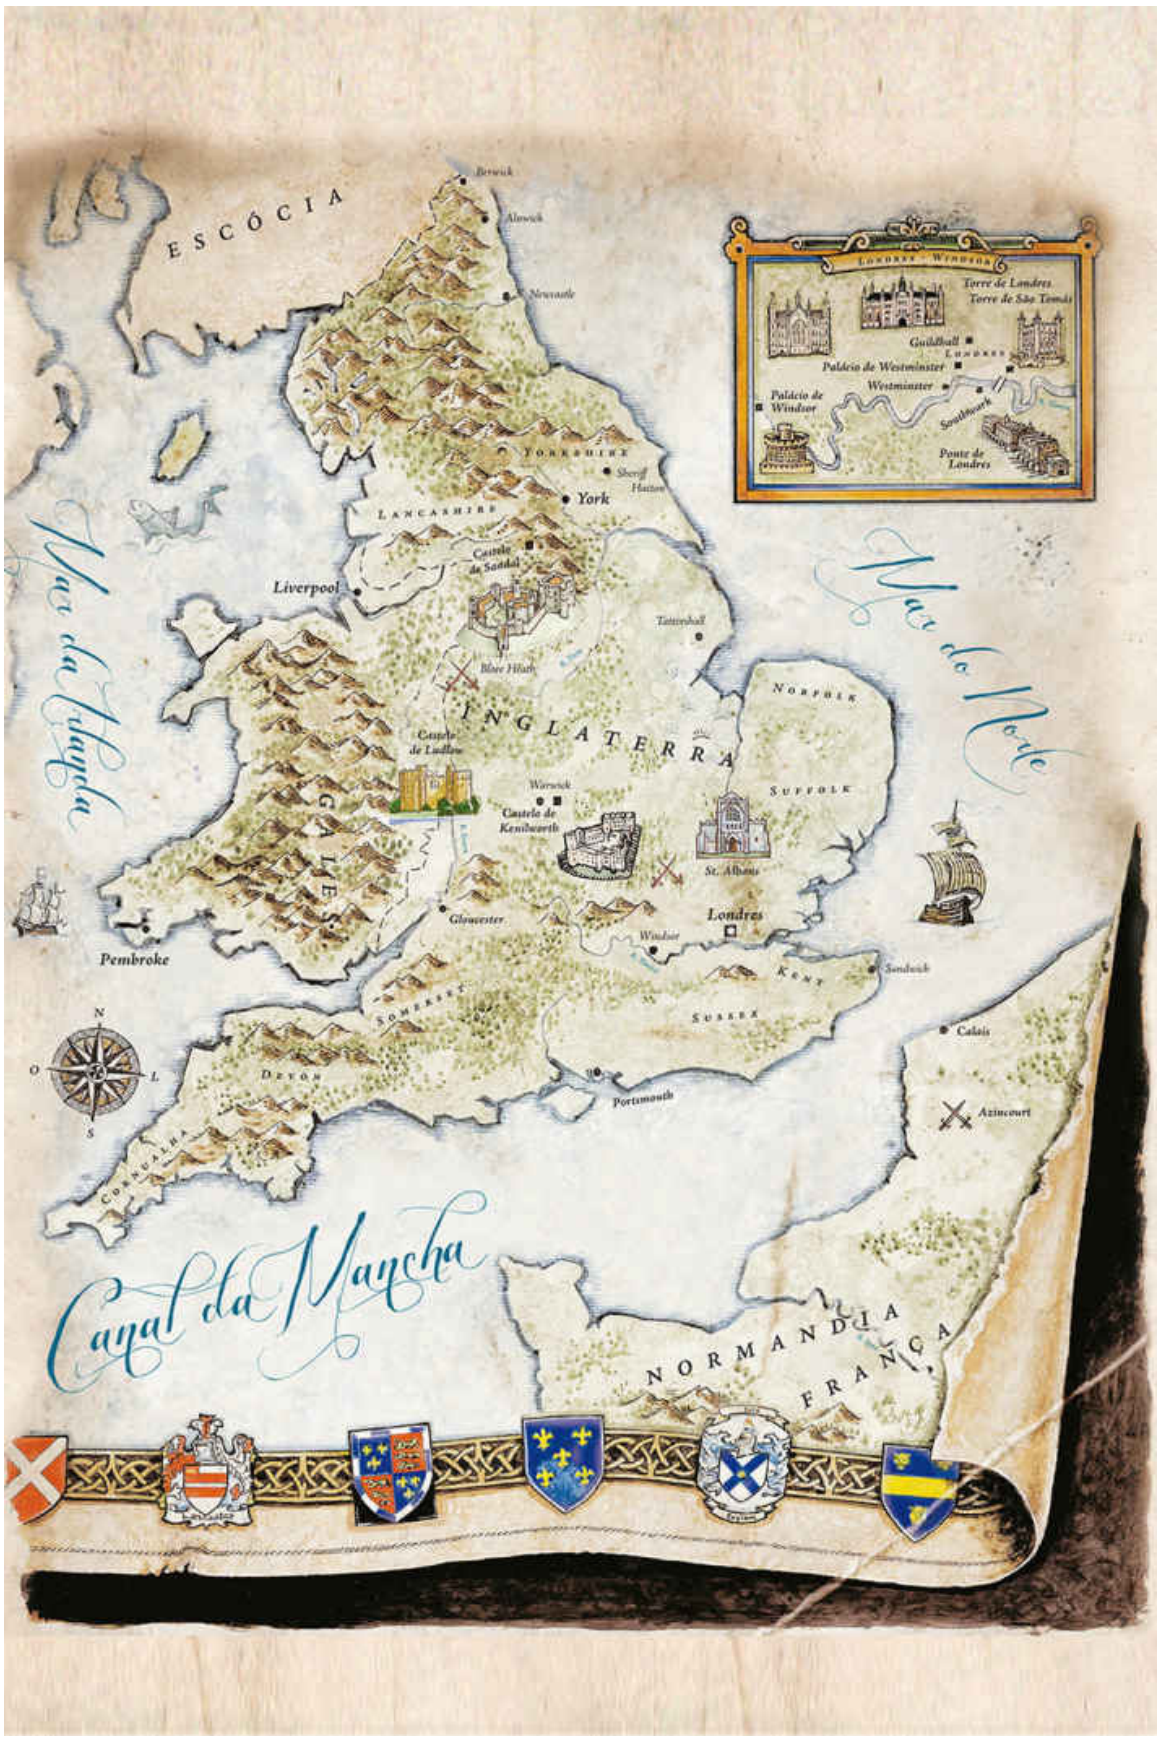 Berwick
ESCÓCIA
Alnwick
Newcastle
LONDRES - WINDSOR
Torre de Londres
Torre de São Tomás
Guildhall
LONDRES
Palácio de Westminster
Westminster
Palácio de
Windsor
Southwark
Ponte de
Londres
YORKSHIRE
Sheriff
Hutton
York
LANCASHIRE
Castelo
de Sandal
Liverpool
Mar da Irlanda
Mar do Norte
Tattershall
Blore Heath
NORFOLK
INGLATERRA
Castelo
de Ludlow
GALES
Warwick
Castelo de
Kenilworth
SUFFOLK
St. Albans
Gloucester
Londres
Windsor
Pembroke
KENT
Sandwich
SOMERSET
SUSSEX
N
O
L
S
Calais
DEVON
Portsmouth
Azincourt
CORNUALHA
Canal da Mancha
NORMANDIA
FRANÇA
Lancaster